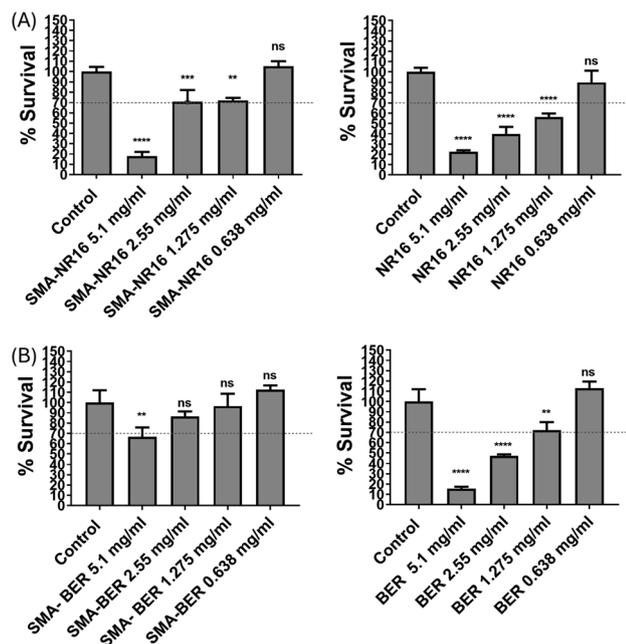 (A)
% Survival
150
140
130
120
110
100
90
80
70
60
50
40
30
20
10
0
****
***
**
ns
Control
SMA-NR16 5.1 mg/ml
SMA-NR16 2.55 mg/ml
SMA-NR16 1.275 mg/ml
SMA-NR16 0.638 mg/ml
% Survival
150
140
130
120
110
100
90
80
70
60
50
40
30
20
10
0
****
****
****
ns
Control
NR16 5.1 mg/ml
NR16 2.55 mg/ml
NR16 1.275 mg/ml
NR16 0.638 mg/ml
(B)
% Survival
150
140
130
120
110
100
90
80
70
60
50
40
30
20
10
0
**
ns
ns
ns
Control
SMA- BER 5.1 mg/ml
SMA-BER 2.55 mg/ml
SMA- BER 1.275 mg/ml
SMA-BER 0.638 mg/ml
% Survival
150
140
130
120
110
100
90
80
70
60
50
40
30
20
10
0
****
****
**
ns
Control
BER 5.1 mg/ml
BER 2.55 mg/ml
BER 1.275 mg/ml
BER 0.638 mg/ml